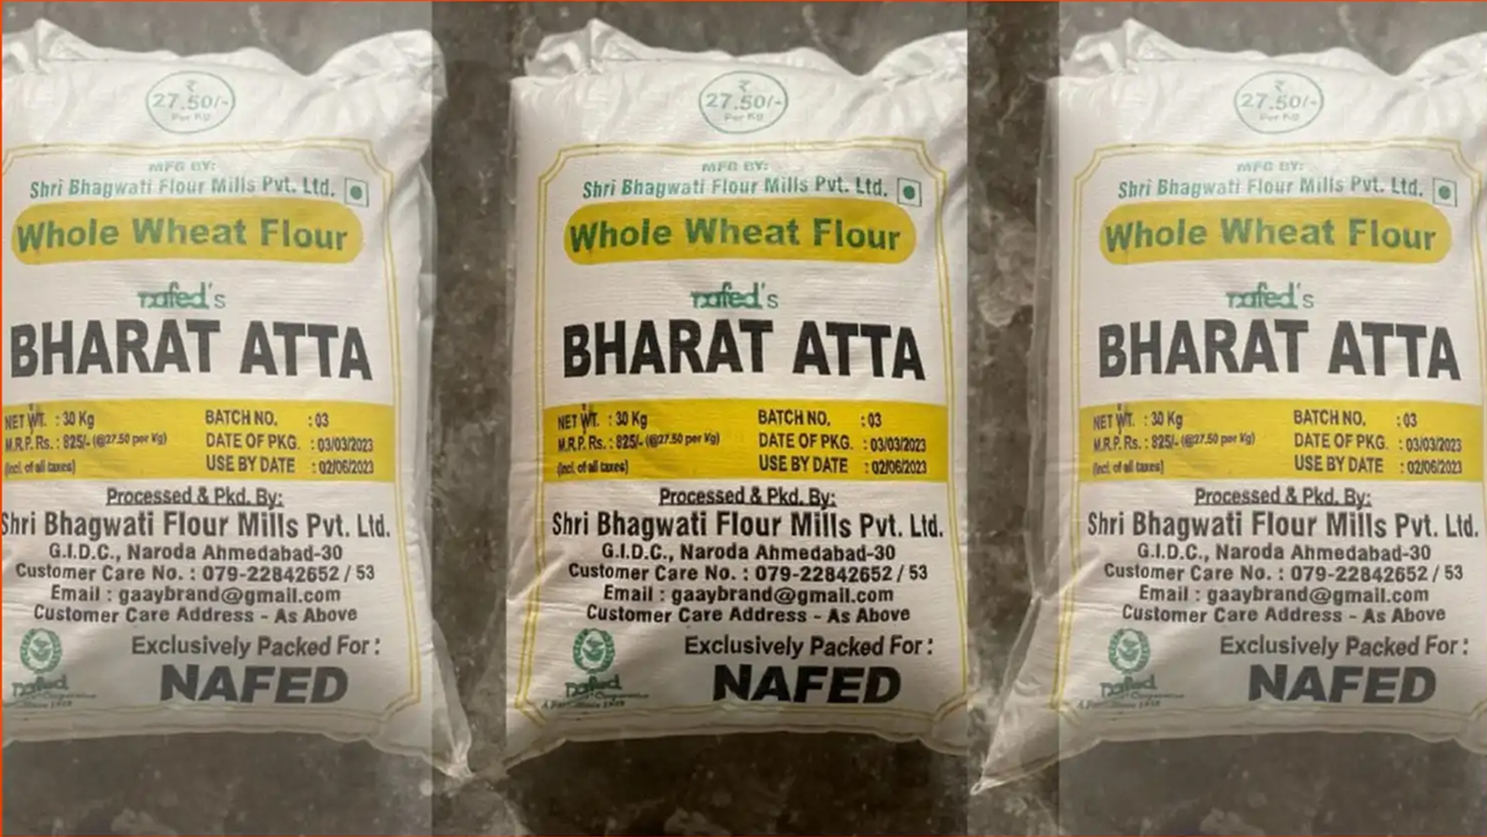 ₹
27.50/-
Per Kg
MFG BY:
Shri Bhagwati Flour Mills Pvt. Ltd.
Whole Wheat Flour
nafed's
BHARAT ATTA
NET WT. : 30 Kg
M.R.P. Rs. : 825/- (@27.50 per Kg)
(Incl. of all taxes)
BATCH NO. : 03
DATE OF PKG. : 03/03/2023
USE BY DATE : 02/06/2023
Processed & Pkd. By:
Shri Bhagwati Flour Mills Pvt. Ltd.
G.I.D.C., Naroda Ahmedabad-30
Customer Care No. : 079-22842652 / 53
Email : gaaybrand@gmail.com
Customer Care Address - As Above
nafed
Since 1958
Exclusively Packed For :
NAFED
₹
27.50/-
Per Kg
MFG BY:
Shri Bhagwati Flour Mills Pvt. Ltd.
Whole Wheat Flour
nafed's
BHARAT ATTA
NET WT. : 30 Kg
M.R.P. Rs. : 825/- (@27.50 per Kg)
(Incl. of all taxes)
BATCH NO. : 03
DATE OF PKG. : 03/03/2023
USE BY DATE : 02/06/2023
Processed & Pkd. By:
Shri Bhagwati Flour Mills Pvt. Ltd.
G.I.D.C., Naroda Ahmedabad-30
Customer Care No. : 079-22842652 / 53
Email : gaaybrand@gmail.com
Customer Care Address - As Above
nafed
Since 1958
Exclusively Packed For :
NAFED
₹
27.50/-
Per Kg
MFG BY:
Shri Bhagwati Flour Mills Pvt. Ltd.
Whole Wheat Flour
nafed's
BHARAT ATTA
NET WT. : 30 Kg
M.R.P. Rs. : 825/- (@27.50 per Kg)
(Incl. of all taxes)
BATCH NO. : 03
DATE OF PKG. : 03/03/2023
USE BY DATE : 02/06/2023
Processed & Pkd. By:
Shri Bhagwati Flour Mills Pvt. Ltd.
G.I.D.C., Naroda Ahmedabad-30
Customer Care No. : 079-22842652 / 53
Email : gaaybrand@gmail.com
Customer Care Address - As Above
nafed
Since 1958
Exclusively Packed For :
NAFED